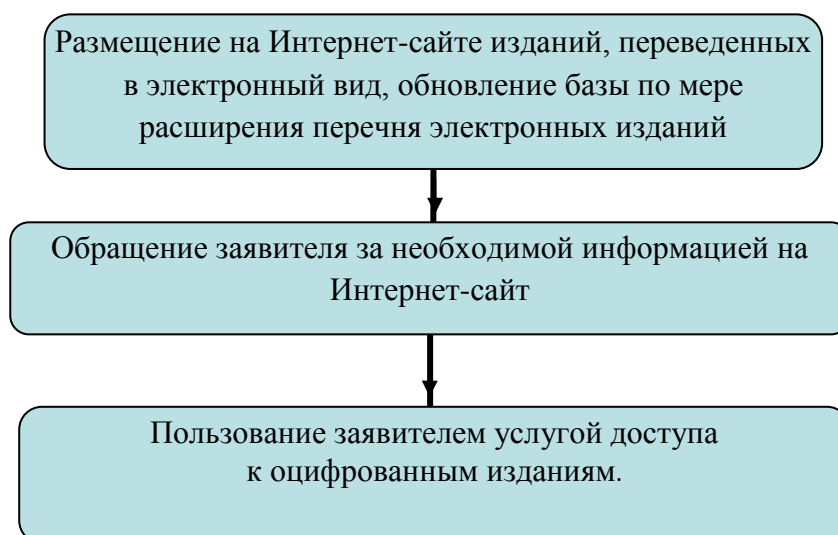 Размещение на Интернет-сайте изданий, переведенных
в электронный вид, обновление базы по мере
расширения перечня электронных изданий
Обращение заявителя за необходимой информацией на
Интернет-сайт
Пользование заявителем услугой доступа
к оцифрованным изданиям.